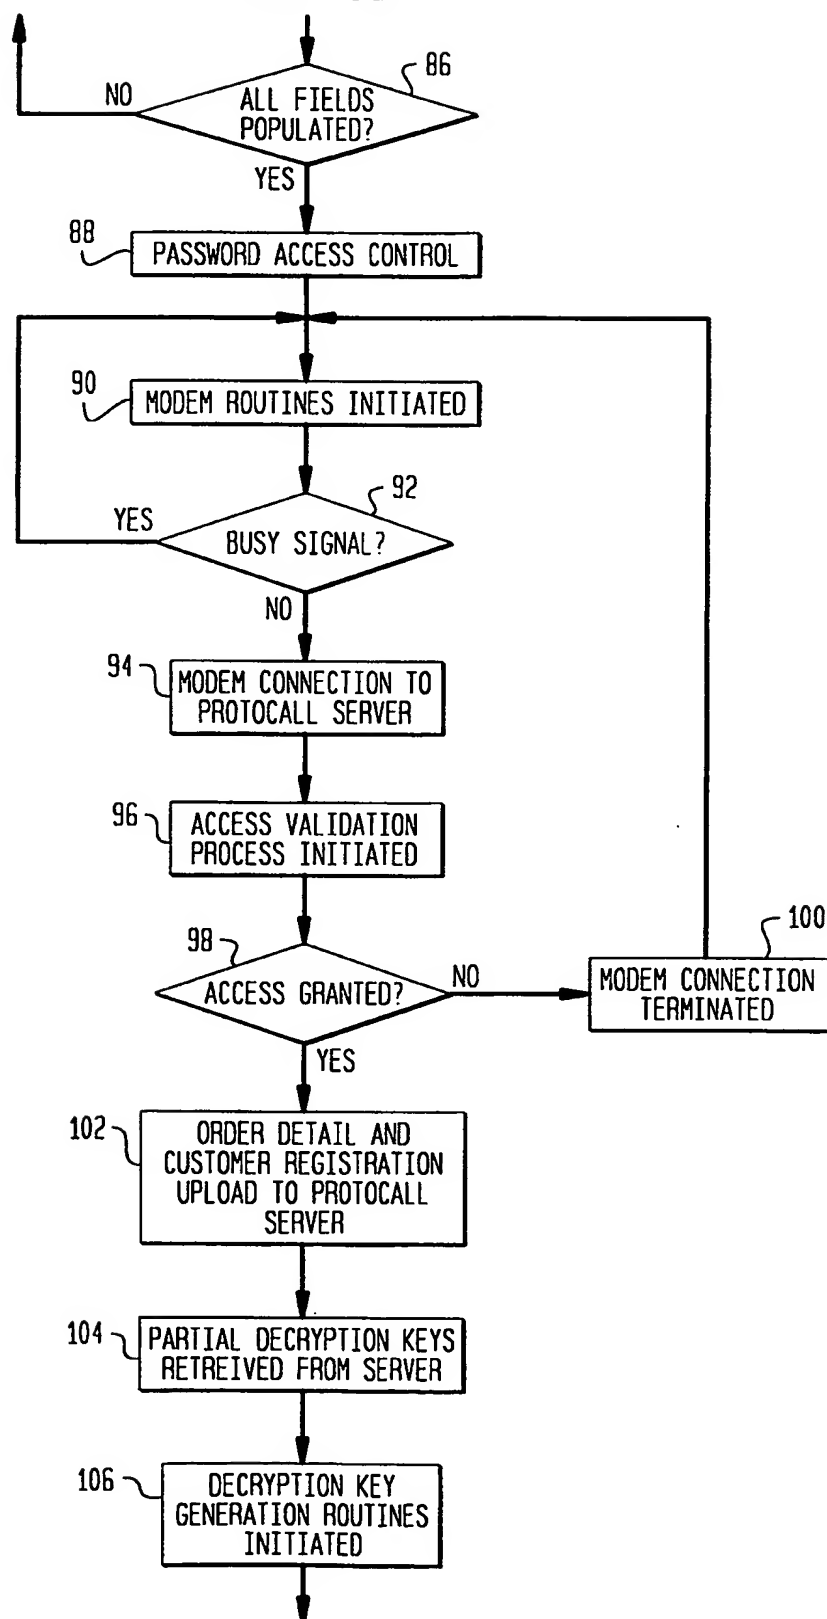 86
NO
ALL FIELDS
POPULATED?
YES
88
PASSWORD ACCESS CONTROL
90
MODEM ROUTINES INITIATED
92
YES
BUSY SIGNAL?
NO
94
MODEM CONNECTION TO
PROTOCALL SERVER
96
ACCESS VALIDATION
PROCESS INITIATED
98
ACCESS GRANTED?
NO
100
MODEM CONNECTION
TERMINATED
YES
102
ORDER DETAIL AND
CUSTOMER REGISTRATION
UPLOAD TO PROTOCALL
SERVER
104
PARTIAL DECRYPTION KEYS
RETREIVED FROM SERVER
106
DECRYPTION KEY
GENERATION ROUTINES
INITIATED